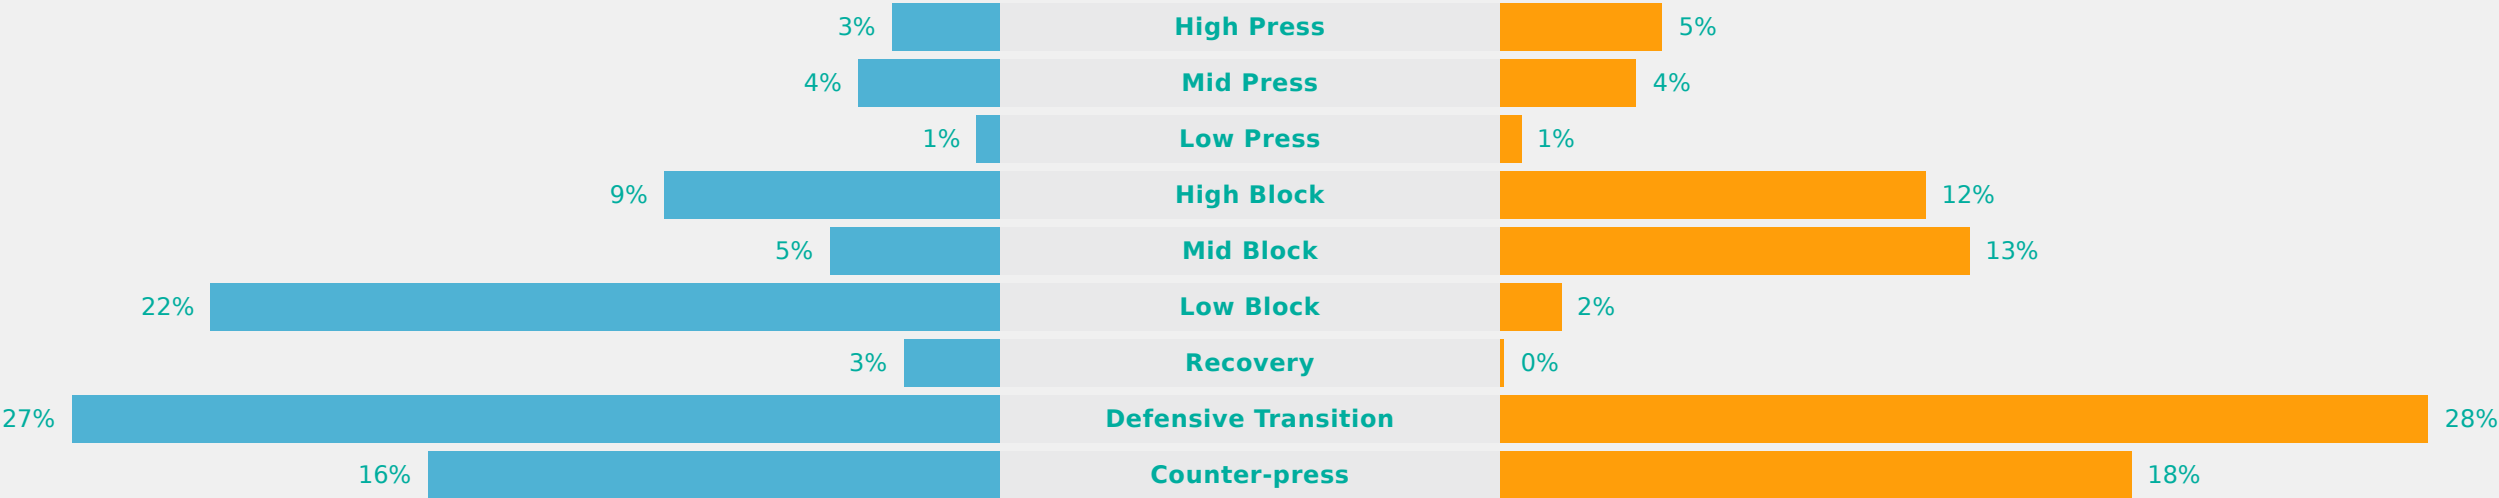 3% High Press 5%
4% Mid Press 4%
1% Low Press 1%
9% High Block 12%
5% Mid Block 13%
22% Low Block 2%
3% Recovery 0%
27% Defensive Transition 28%
16% Counter-press 18%